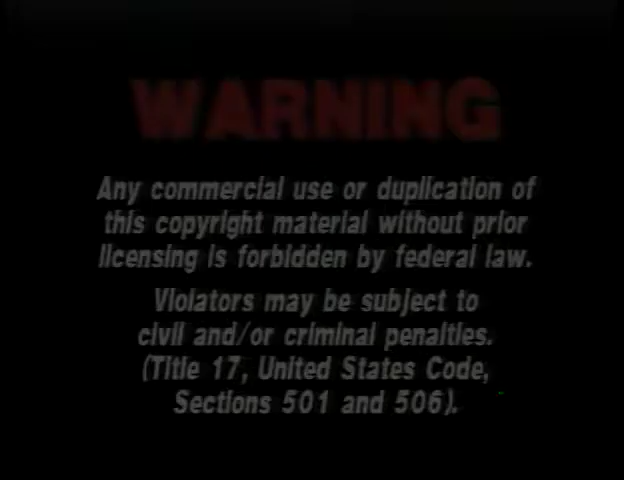 WARNING
Any commercial use or duplication of
this copyright material without prior
licensing is forbidden by federal law.
Violators may be subject to
civil and/or criminal penalties.
(Title 17, United States Code,
Sections 501 and 506).